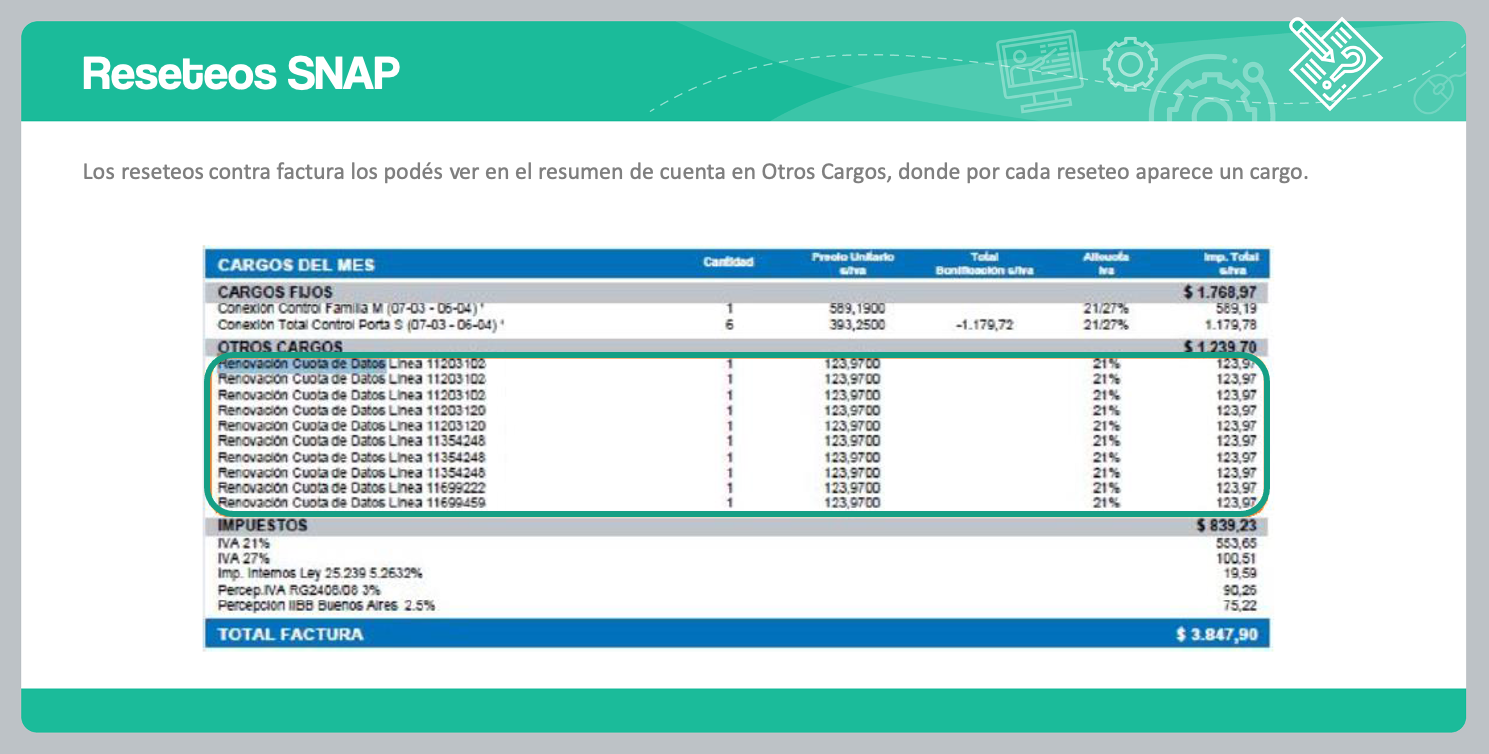 Reseteos SNAP
Los reseteos contra factura los podés ver en el resumen de cuenta en Otros Cargos, donde por cada reseteo aparece un cargo.
CARGOS DEL MES Cantidad Precio Unitario s/Iva Total Bonificación s/Iva Alícuota Iva Imp. Total s/Iva
CARGOS FIJOS $ 1.768,97
Conexión Control Familia M (07-03 - 06-04) 1 589,1900 21/27% 589,19
Conexión Total Control Porta S (07-03 - 06-04) 6 393,2500 -1.179,72 21/27% 1.179,78
OTROS CARGOS $ 1.239,70
Renovación Cuota de Datos Linea 11203102 1 123,9700 21% 123,97
Renovación Cuota de Datos Linea 11203102 1 123,9700 21% 123,97
Renovación Cuota de Datos Linea 11203102 1 123,9700 21% 123,97
Renovación Cuota de Datos Linea 11203120 1 123,9700 21% 123,97
Renovación Cuota de Datos Linea 11203120 1 123,9700 21% 123,97
Renovación Cuota de Datos Linea 11354248 1 123,9700 21% 123,97
Renovación Cuota de Datos Linea 11354248 1 123,9700 21% 123,97
Renovación Cuota de Datos Linea 11354248 1 123,9700 21% 123,97
Renovación Cuota de Datos Linea 11699222 1 123,9700 21% 123,97
Renovación Cuota de Datos Linea 11699459 1 123,9700 21% 123,97
IMPUESTOS $ 839,23
IVA 21% 553,65
IVA 27% 100,51
Imp. Internos Ley 25.239 5.2632% 19,59
Percep.IVA RG2408/08 3% 90,26
Percepción IIBB Buenos Aires 2.5% 75,22
TOTAL FACTURA $ 3.847,90